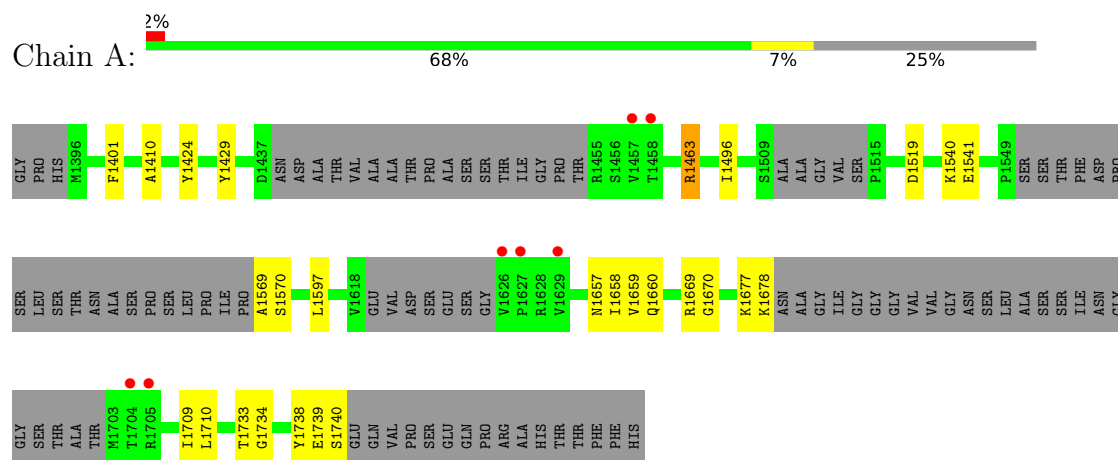 2%
Chain A:
68% 7% 25%
GLY PRO HIS M1396 F1401 A1410 Y1424 Y1429 D1437 ASN ASP ALA THR VAL ALA ALA THR PRO ALA SER SER THR ILE GLY PRO THR R1455 S1456 V1457 T1458 R1463 I1496 S1509 ALA ALA GLY VAL SER P1515 D1519 K1540 E1541 P1549 SER SER THR PHE ASP PRO
SER LEU SER THR ASN ALA SER PRO SER LEU PRO ILE PRO A1569 S1570 L1597 V1618 GLU VAL ASP SER GLU SER GLY V1626 P1627 R1628 V1629 N1657 I1658 V1659 Q1660 R1669 G1670 K1677 K1678 ASN ALA GLY ILE GLY GLY GLY VAL VAL GLY ASN SER LEU ALA SER SER ILE ASN GLY
GLY SER THR ALA THR M1703 T1704 R1705 I1709 L1710 T1733 G1734 Y1738 E1739 S1740 GLU GLN VAL PRO SER GLU GLN PRO ARG ALA HIS THR THR PHE PHE HIS